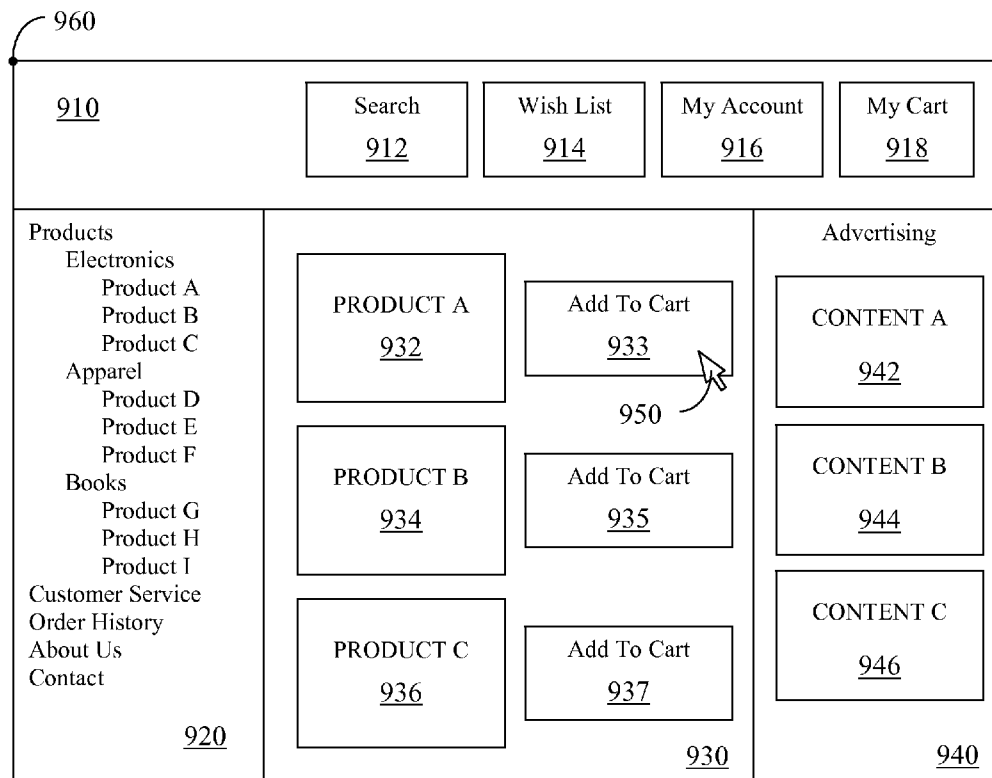 960
910
Search
912
Wish List
914
My Account
916
My Cart
918
Products
Electronics
Product A
Product B
Product C
Apparel
Product D
Product E
Product F
Books
Product G
Product H
Product I
Customer Service
Order History
About Us
Contact
920
PRODUCT A
932
Add To Cart
933
950
PRODUCT B
934
Add To Cart
935
PRODUCT C
936
Add To Cart
937
930
Advertising
CONTENT A
942
CONTENT B
944
CONTENT C
946
940